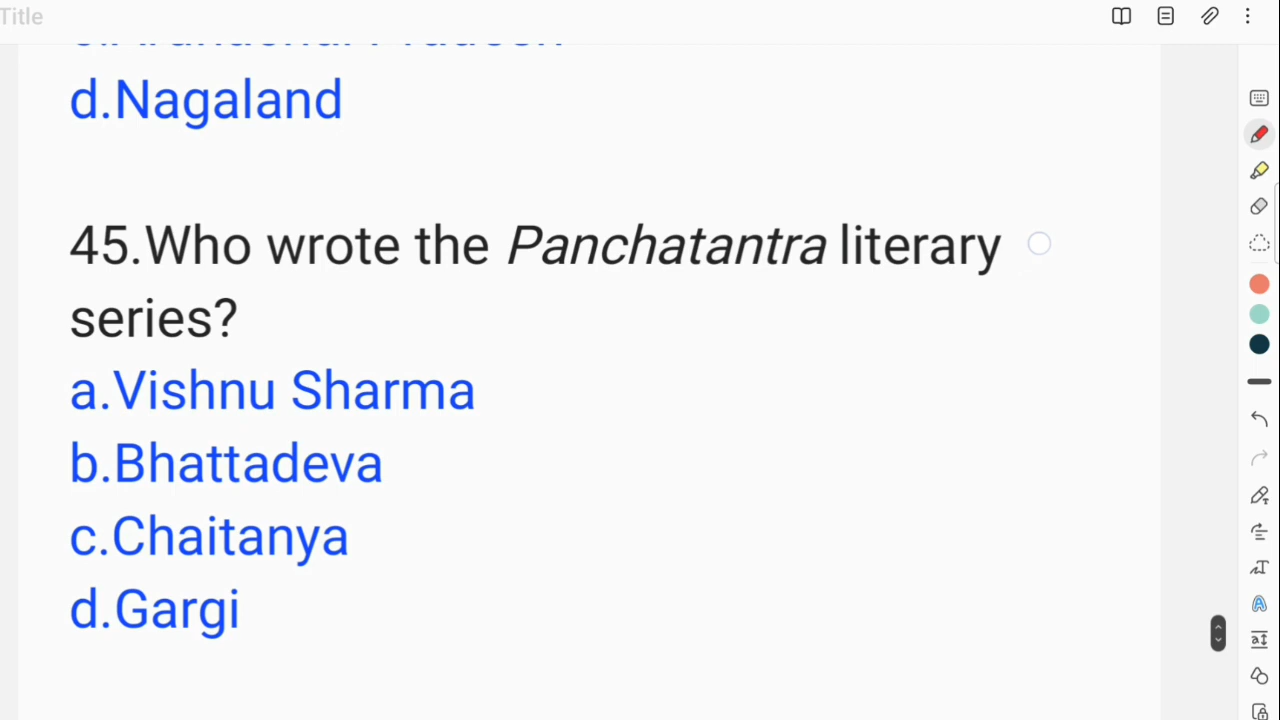 Title
d.Nagaland
45.Who wrote the Panchatantra literary
series?
a.Vishnu Sharma
b.Bhattadeva
c.Chaitanya
d.Gargi